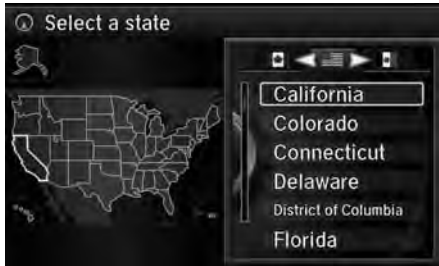 Select a state
California
Colorado
Connecticut
Delaware
District of Columbia
Florida